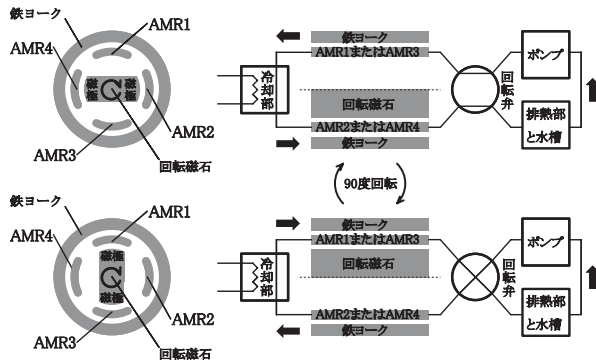 鉄ヨーク
AMR1
AMR4
磁極
磁極
AMR2
AMR3
回転磁石
鉄ヨーク
AMR1またはAMR3
冷却部
回転磁石
AMR2またはAMR4
鉄ヨーク
回転弁
ポンプ
排熱部
と水槽
90度回転
鉄ヨーク
AMR1
AMR4
磁極
磁極
AMR2
AMR3
回転磁石
鉄ヨーク
AMR1またはAMR3
冷却部
回転磁石
AMR2またはAMR4
鉄ヨーク
回転弁
ポンプ
排熱部
と水槽